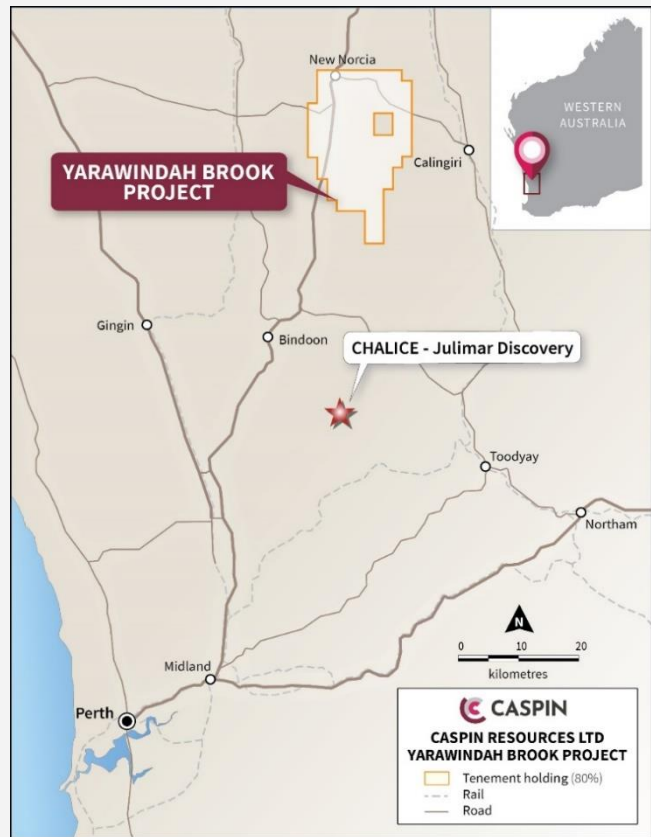 New Norcia
WESTERN
AUSTRALIA
Calingiri
YARAWINDAH BROOK
PROJECT
Gingin
Bindoon
CHALICE - Julimar Discovery
Toodyay
Northam
N
0 10 20
kilometres
Midland
Perth
CASPIN
CASPIN RESOURCES LTD
YARAWINDAH BROOK PROJECT
Tenement holding (80%)
Rail
Road